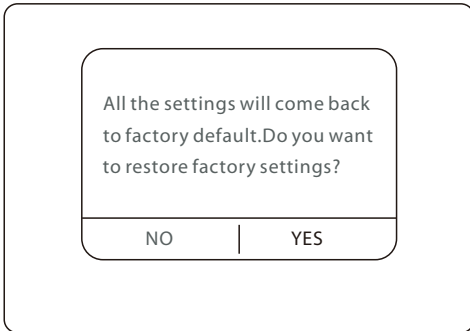 All the settings will come back
to factory default.Do you want
to restore factory settings?
NO YES